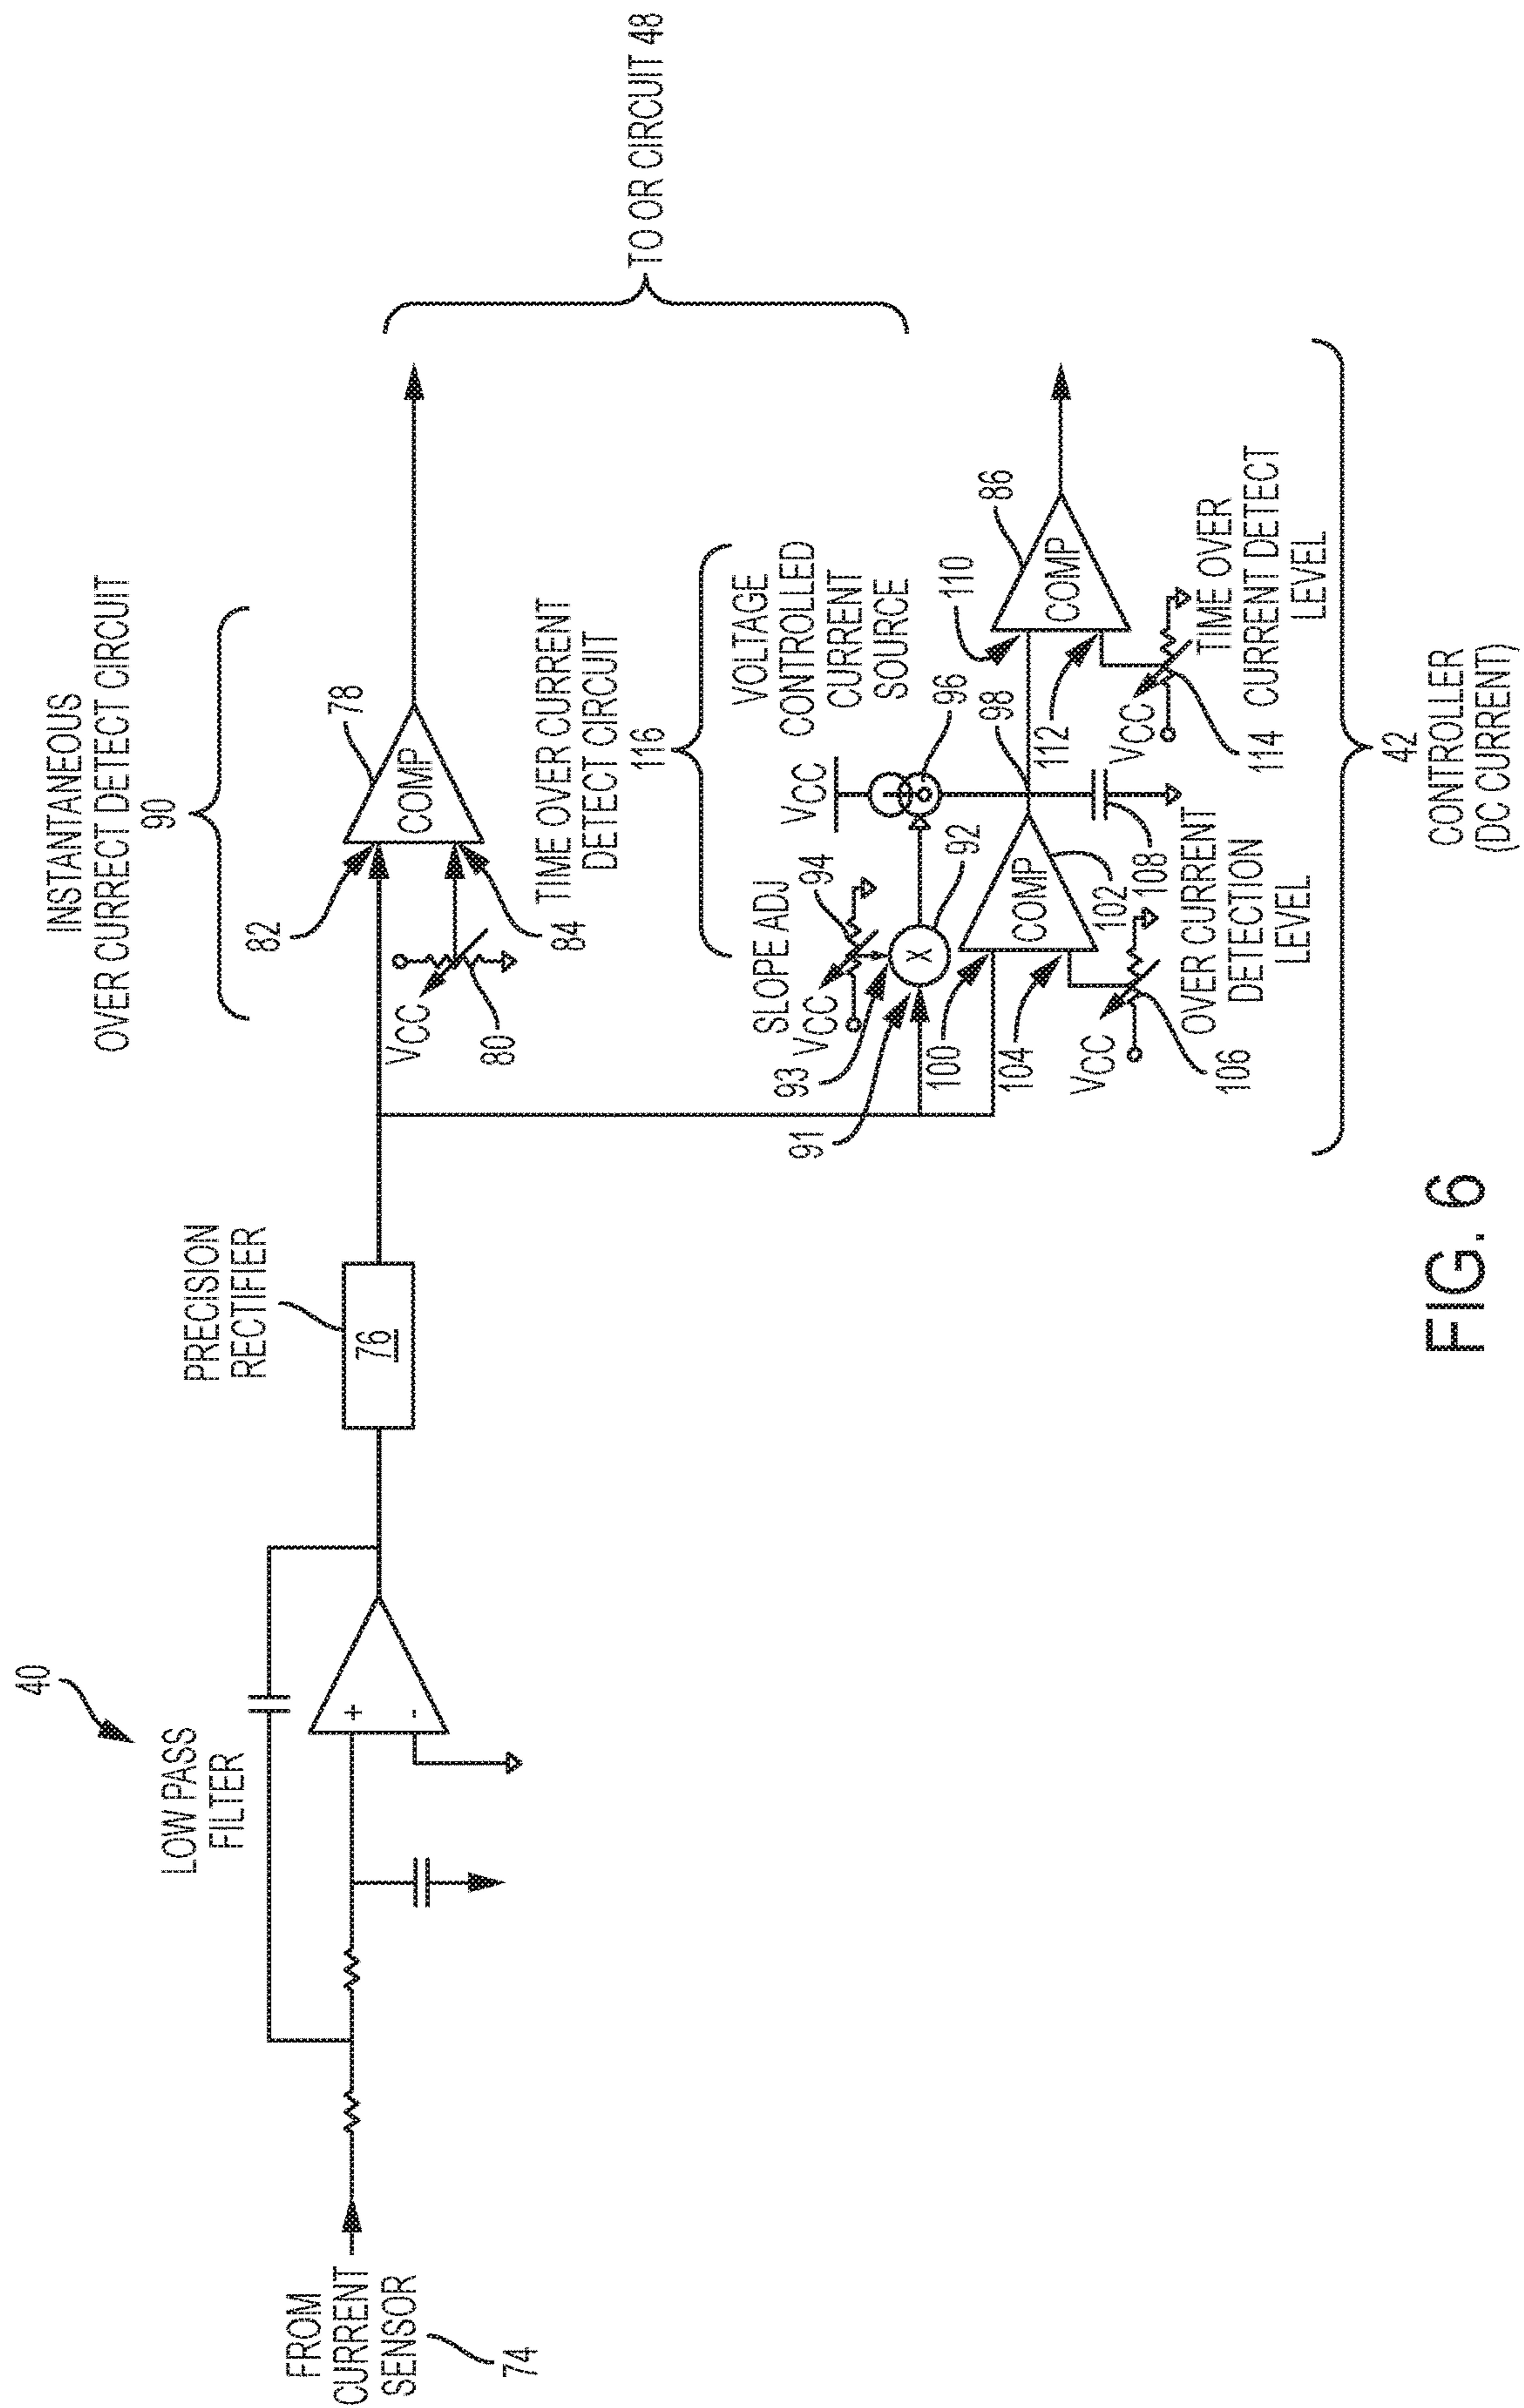 40
LOW PASS
FILTER
+
-
FROM
CURRENT
SENSOR
74
PRECISION
RECTIFIER
76
INSTANTANEOUS
OVER CURRECT DETECT CIRCUIT
90
82
78
COMP
VCC
80
84
TIME OVER CURRENT
DETECT CIRCUIT
116
TO OR CIRCUIT 48
SLOPE ADJ
94
VCC
93
91
X
92
VCC
VOLTAGE
CONTROLLED
CURRENT
SOURCE
96
98
100
COMP
102
104
VCC
106
108
OVER CURRENT
DETECTION
LEVEL
110
COMP
86
112
VCC
114
TIME OVER
CURRENT DETECT
LEVEL
42
CONTROLLER
(DC CURRENT)
FIG. 6